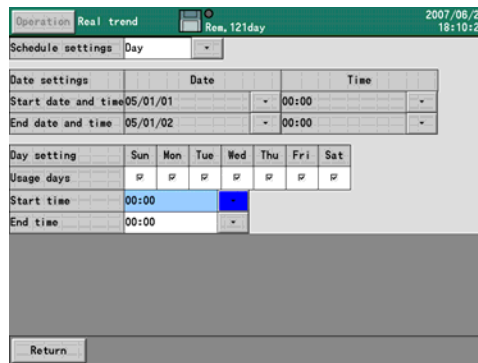 Operation Real trend Rem. 121day 2007/06/2
18:10:2
Schedule settings Day
Date settings Date Time
Start date and time 05/01/01 00:00
End date and time 05/01/02 00:00
Day setting Sun Mon Tue Wed Thu Fri Sat
Usage days
Start time 00:00
End time 00:00
Return